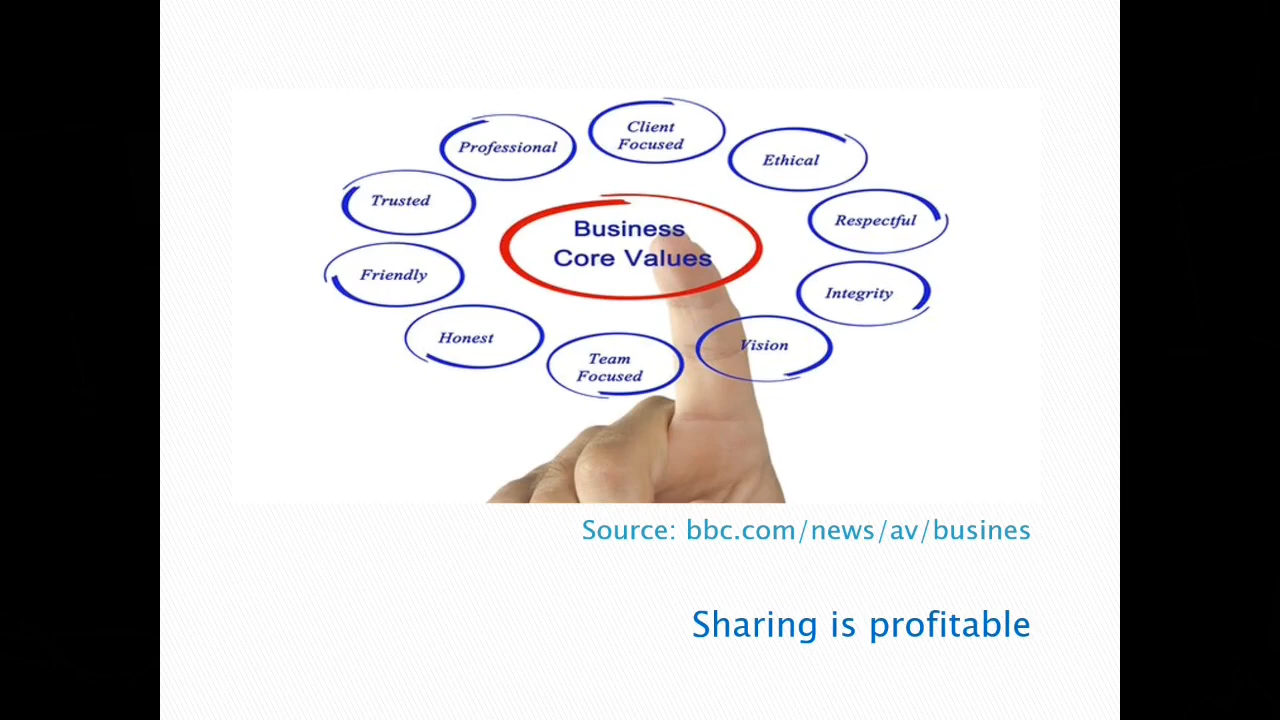 Client
Focused
Professional
Ethical
Trusted
Respectful
Business
Core Values
Friendly
Integrity
Honest
Vision
Team
Focused
Source: bbc.com/news/av/busines
Sharing is profitable